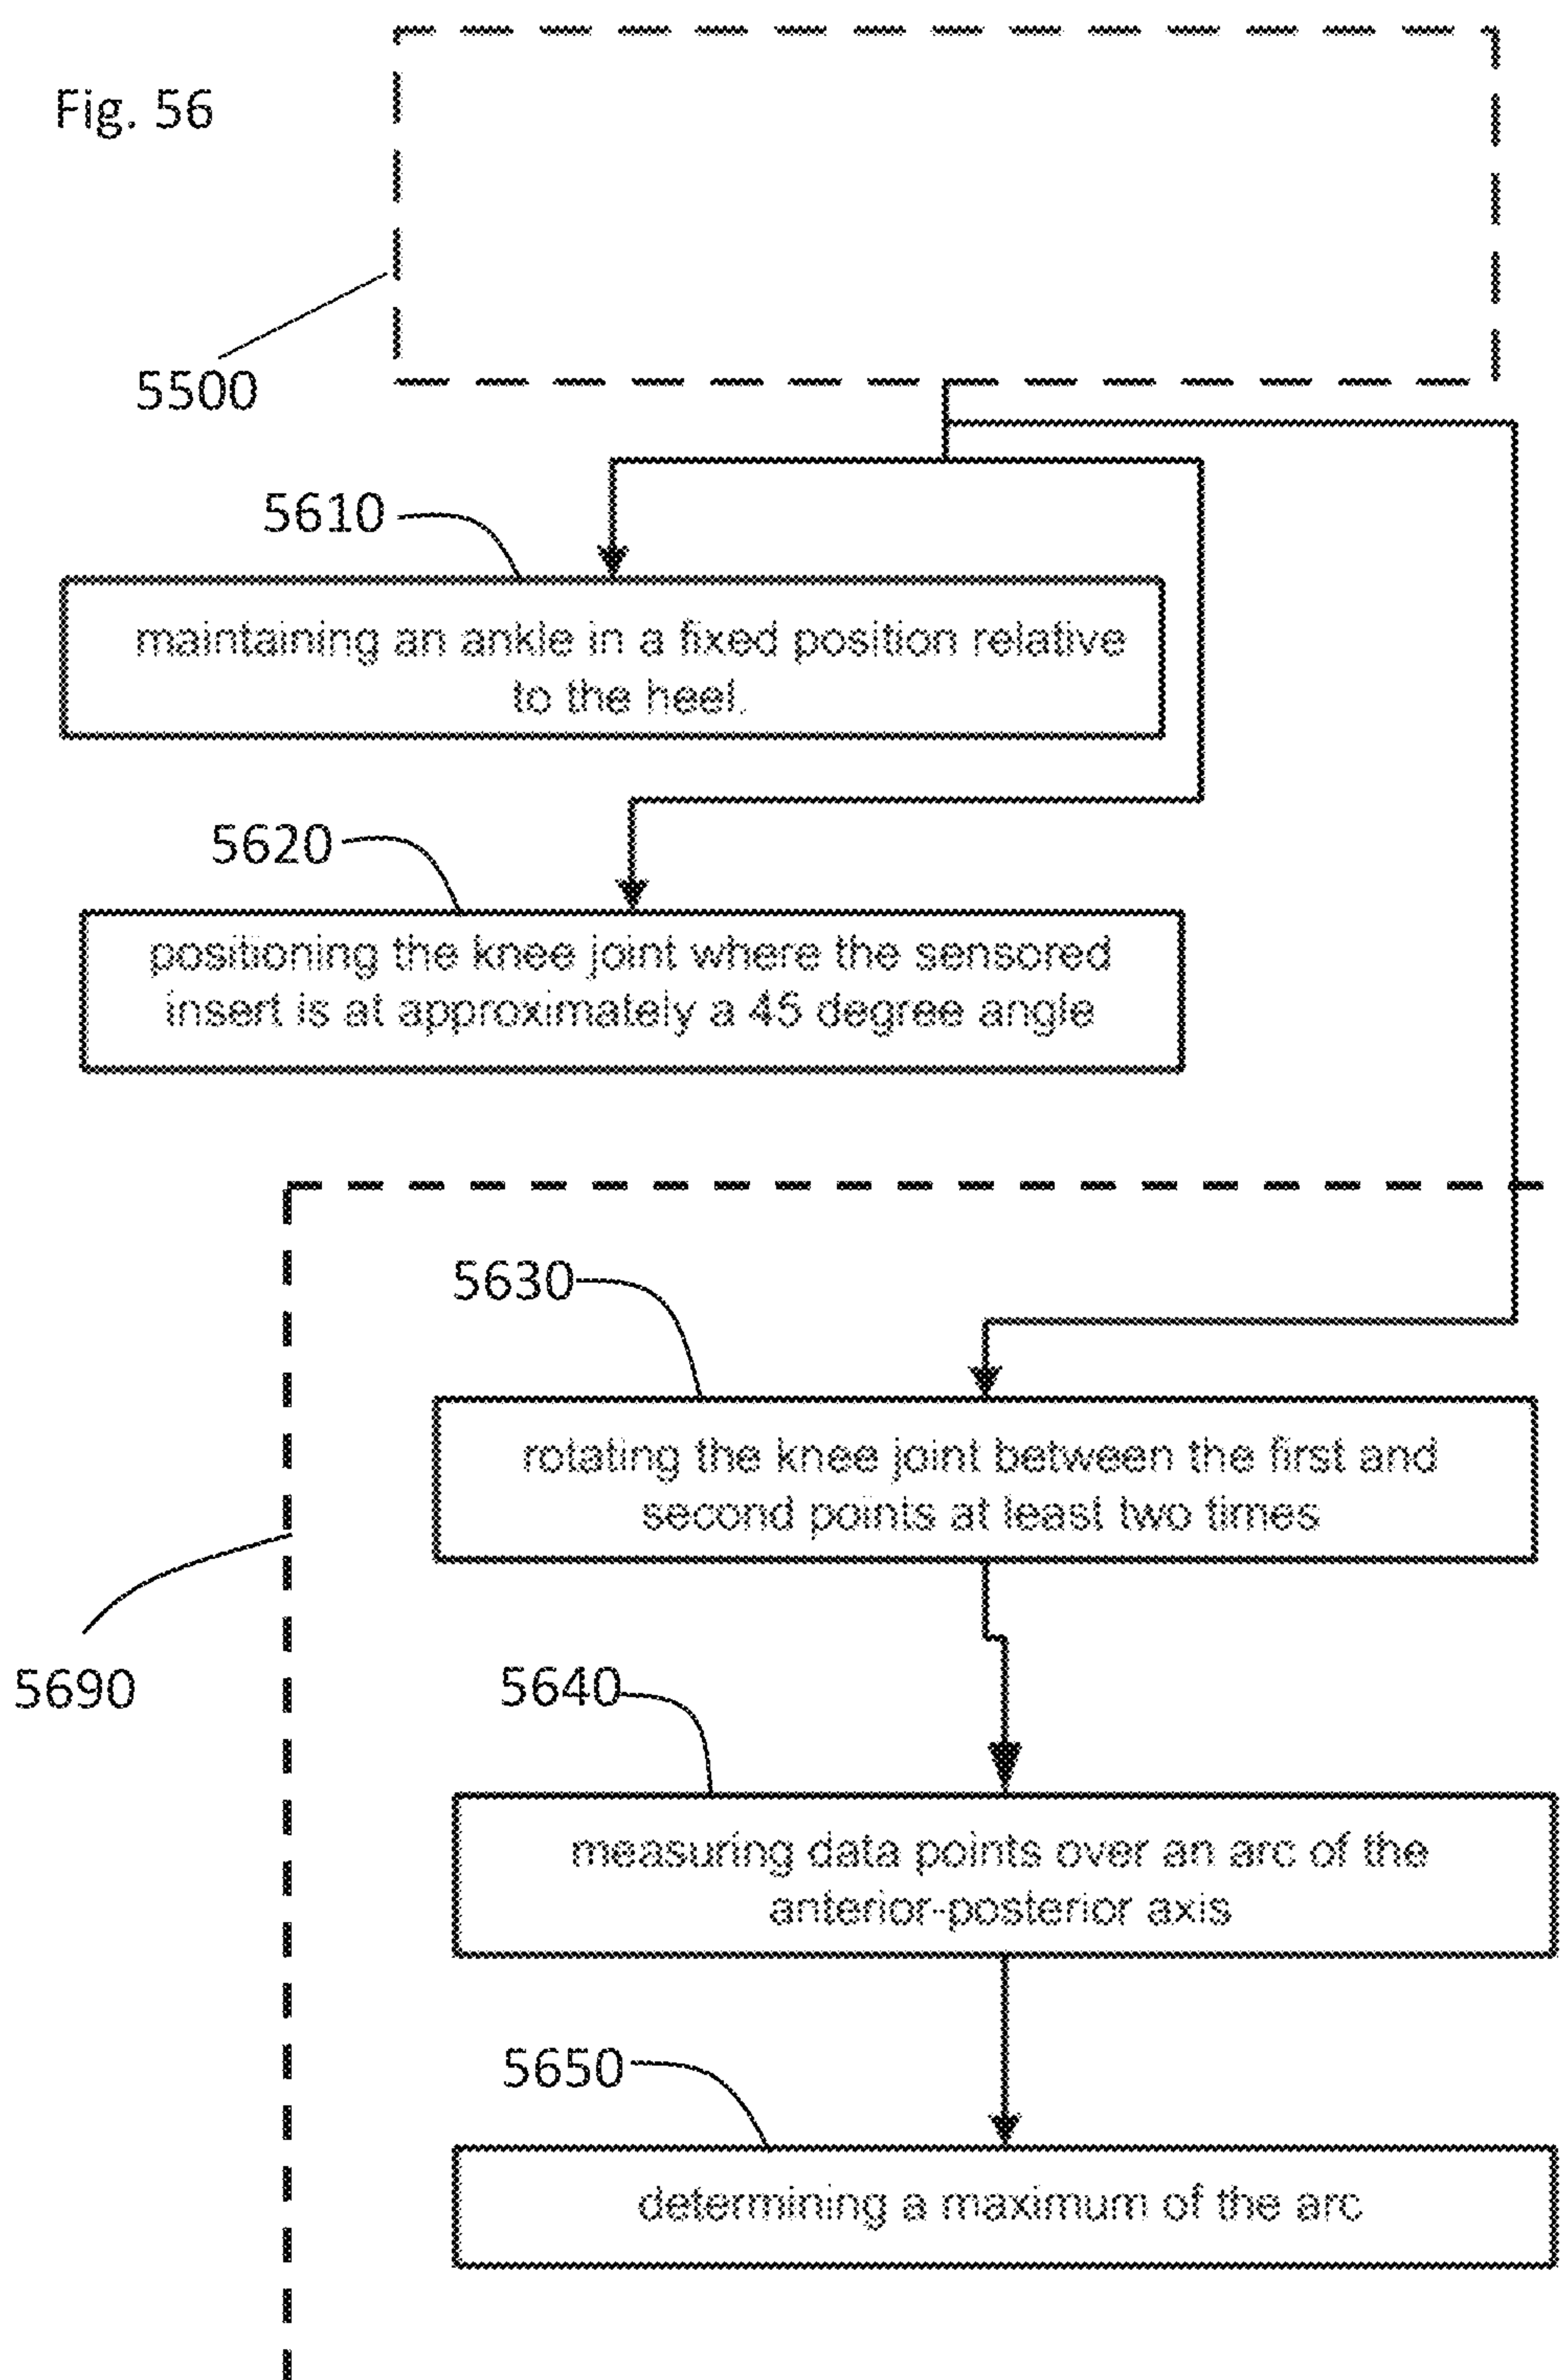 Fig. 56
5500
5610
maintaining an ankle in a fixed position relative
to the heel.
5620
positioning the knee joint where the sensored
insert is at approximately a 45 degree angle
5630
rotating the knee joint between the first and
second points at least two times
5690
5640
measuring data points over an arc of the
anterior-posterior axis
5650
determining a maximum of the arc